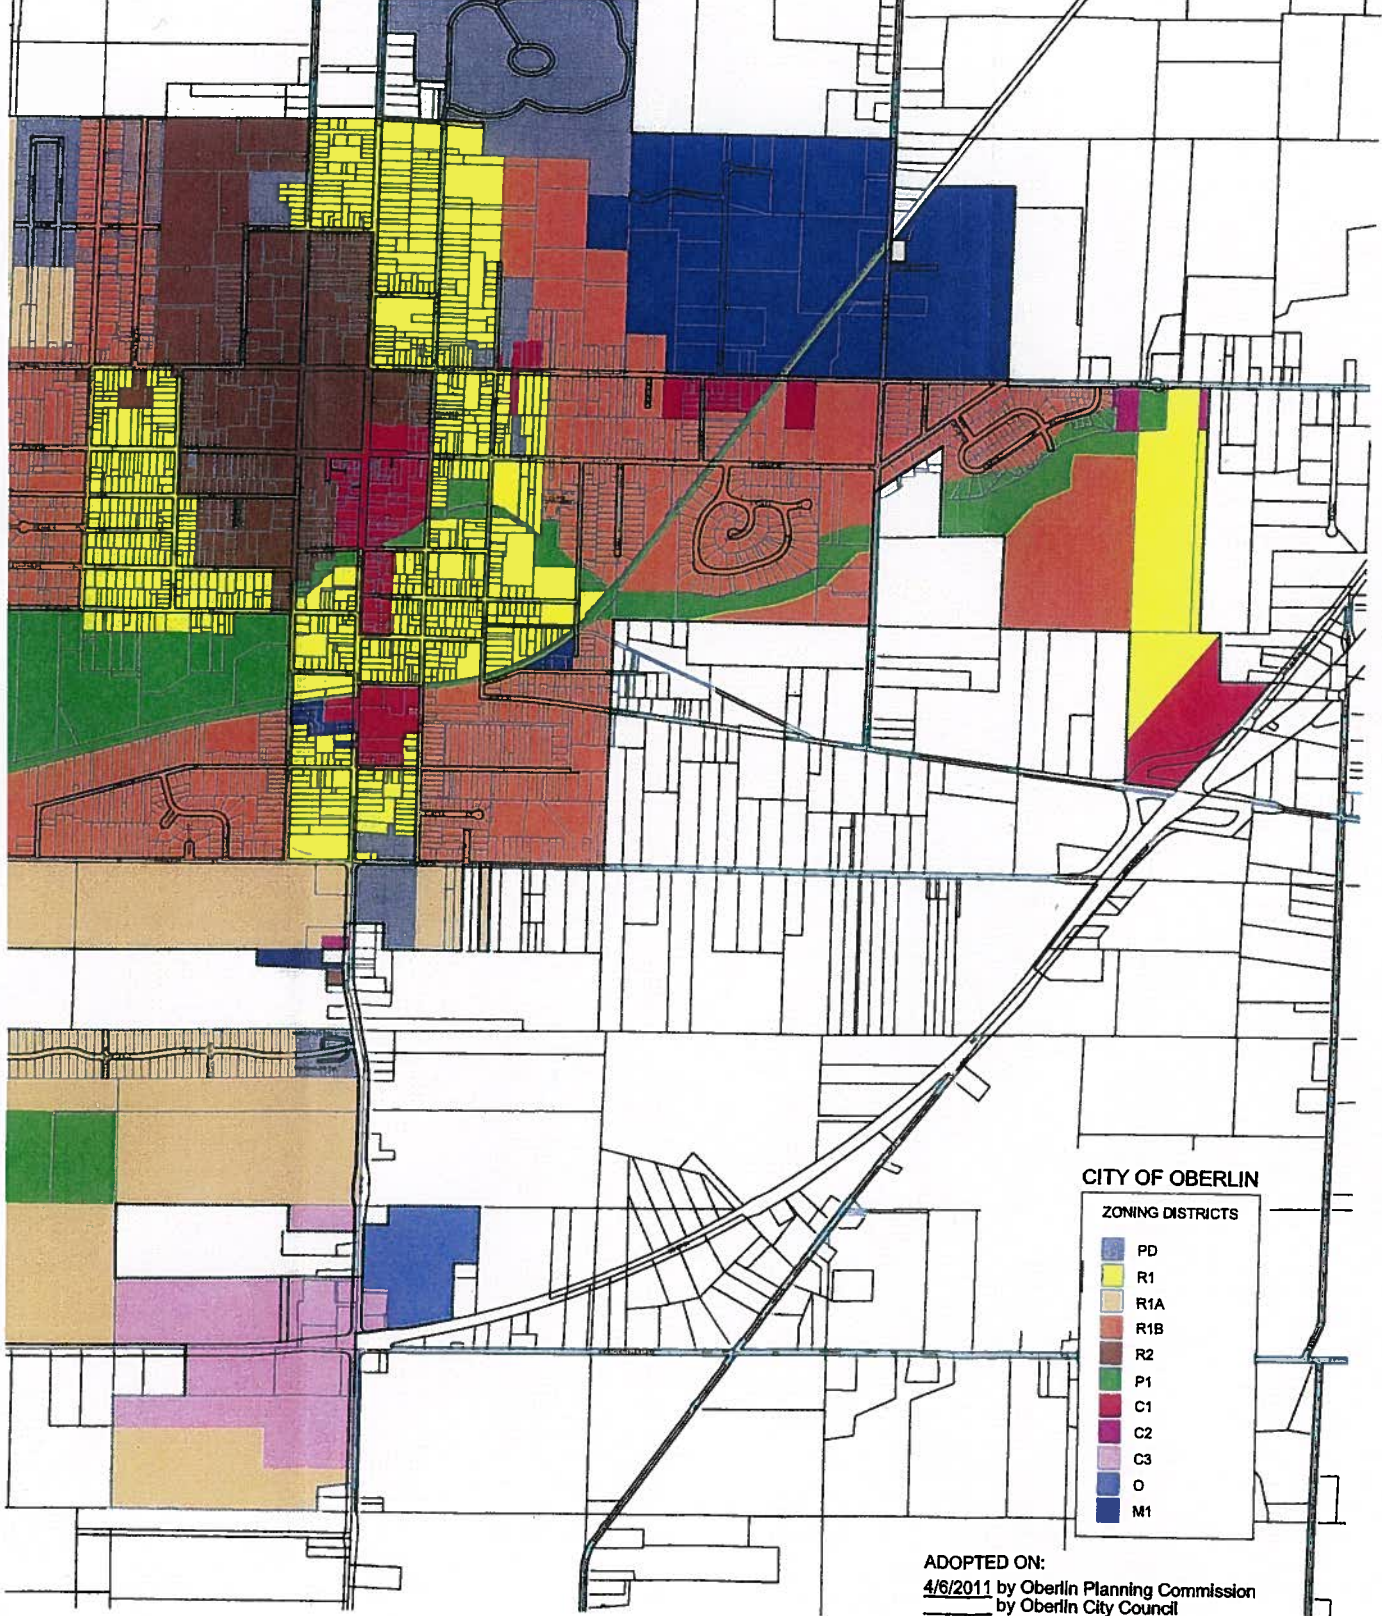 CITY OF OBERLIN
ZONING DISTRICTS
PD
R1
R1A
R1B
R2
P1
C1
C2
C3
O
M1
ADOPTED ON:
4/6/2011 by Oberlin Planning Commission
by Oberlin City Council